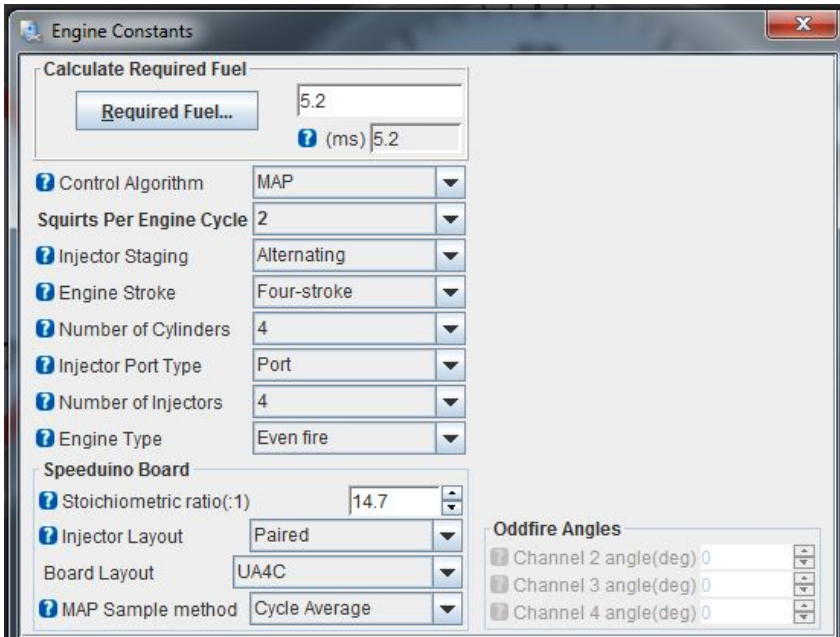 Engine Constants
x
Calculate Required Fuel
Required Fuel...
5.2
? (ms) 5.2
? Control Algorithm MAP
Squirts Per Engine Cycle 2
? Injector Staging Alternating
? Engine Stroke Four-stroke
? Number of Cylinders 4
? Injector Port Type Port
? Number of Injectors 4
? Engine Type Even fire
Speeduino Board
? Stoichiometric ratio(:1) 14.7
? Injector Layout Paired
Board Layout UA4C
? MAP Sample method Cycle Average
Oddfire Angles
? Channel 2 angle(deg) 0
? Channel 3 angle(deg) 0
? Channel 4 angle(deg) 0